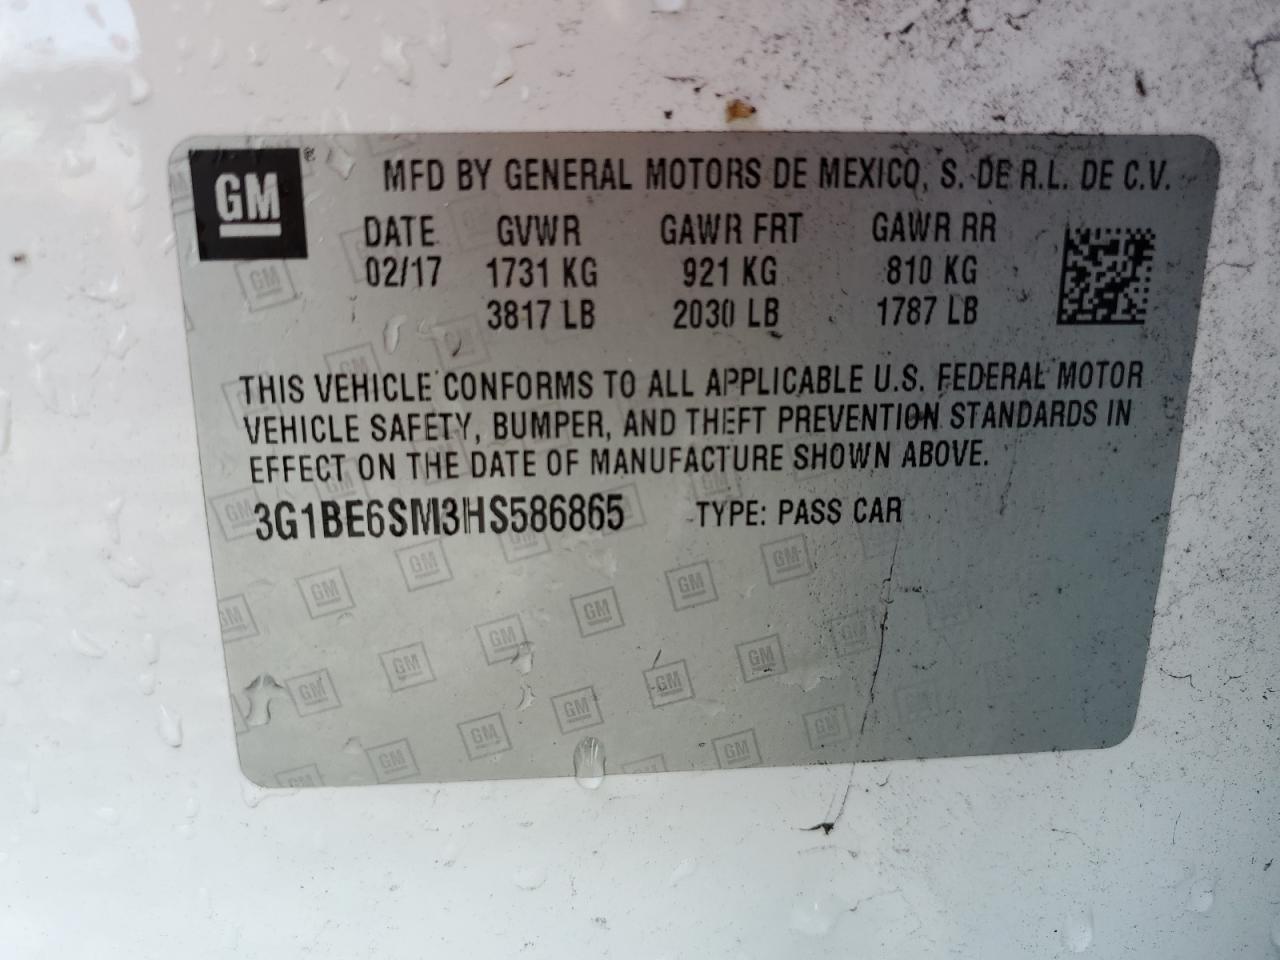 GM ®
MFD BY GENERAL MOTORS DE MEXICO, S. DE R.L. DE C.V.
DATE GVWR GAWR FRT GAWR RR
02/17 1731 KG 921 KG 810 KG
3817 LB 2030 LB 1787 LB
THIS VEHICLE CONFORMS TO ALL APPLICABLE U.S. FEDERAL MOTOR
VEHICLE SAFETY, BUMPER, AND THEFT PREVENTION STANDARDS IN
EFFECT ON THE DATE OF MANUFACTURE SHOWN ABOVE.
3G1BE6SM3HS586865 TYPE: PASS CAR